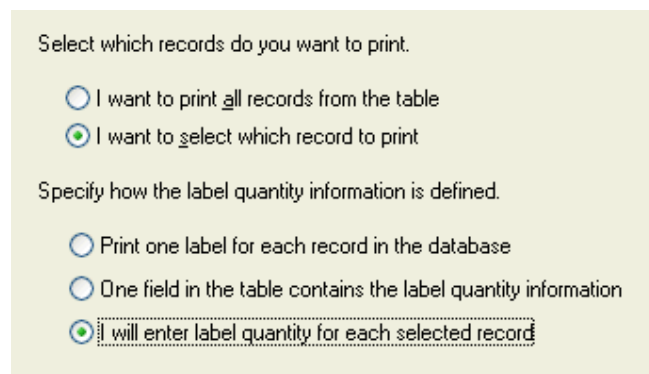 Select which records do you want to print.
I want to print all records from the table
I want to select which record to print
Specify how the label quantity information is defined.
Print one label for each record in the database
One field in the table contains the label quantity information
I will enter label quantity for each selected record